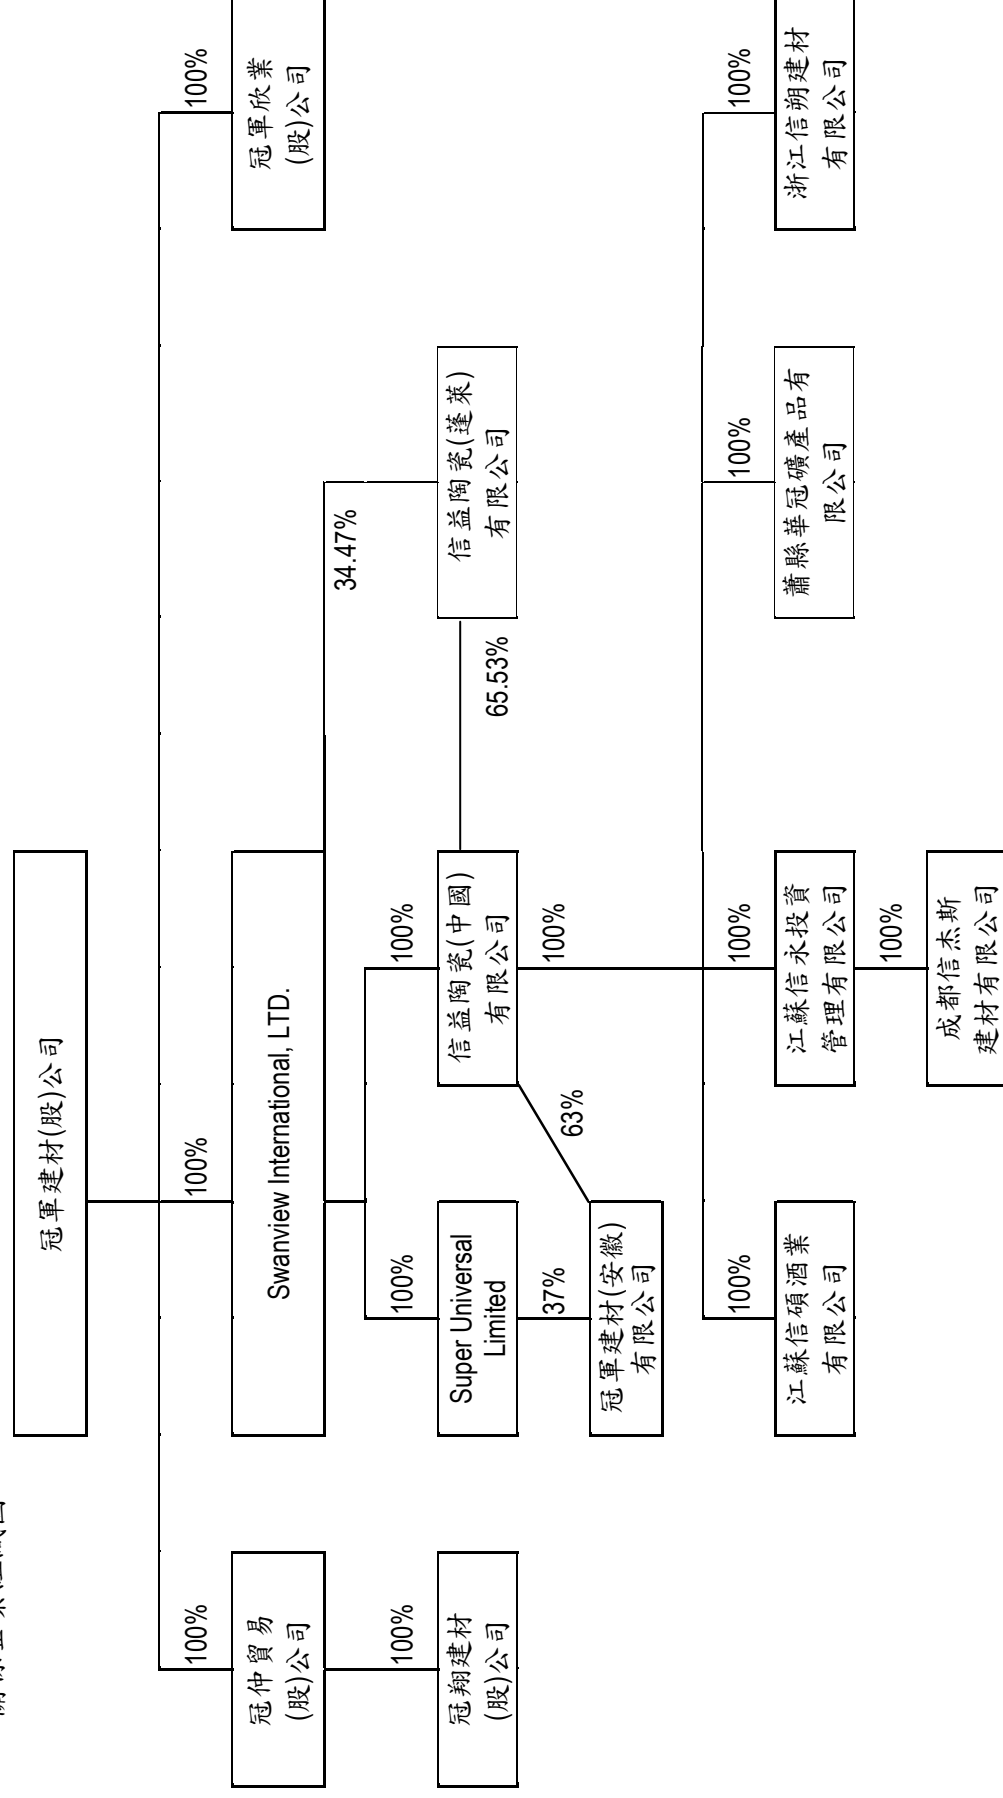 冠軍建材(股)公司
100%
100%
100%
冠仲貿易
(股)公司
Swanview International, LTD.
冠軍欣業
(股)公司
34.47%
100%
100%
100%
冠翔建材
(股)公司
Super Universal
Limited
信益陶瓷(中國)
有限公司
65.53%
信益陶瓷(蓬萊)
有限公司
37%
63%
100%
冠軍建材(安徽)
有限公司
100%
100%
100%
100%
江蘇信碩酒業
有限公司
江蘇信永投資
管理有限公司
蕭縣華冠礦產品有
限公司
浙江信朔建材
有限公司
100%
成都信杰斯
建材有限公司